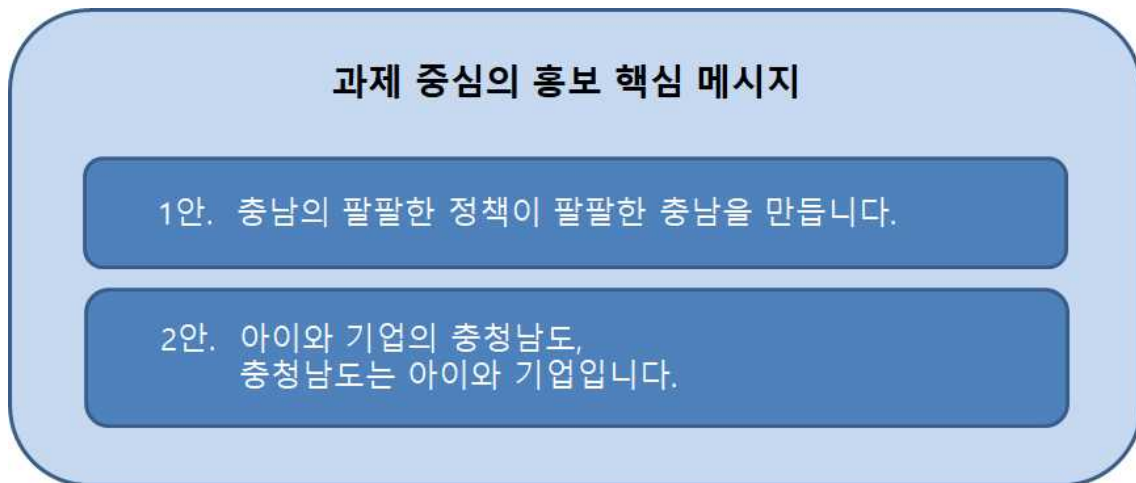 과제 중심의 홍보 핵심 메시지
1안. 충남의 팔팔한 정책이 팔팔한 충남을 만듭니다.
2안. 아이와 기업의 충청남도,
충청남도는 아이와 기업입니다.